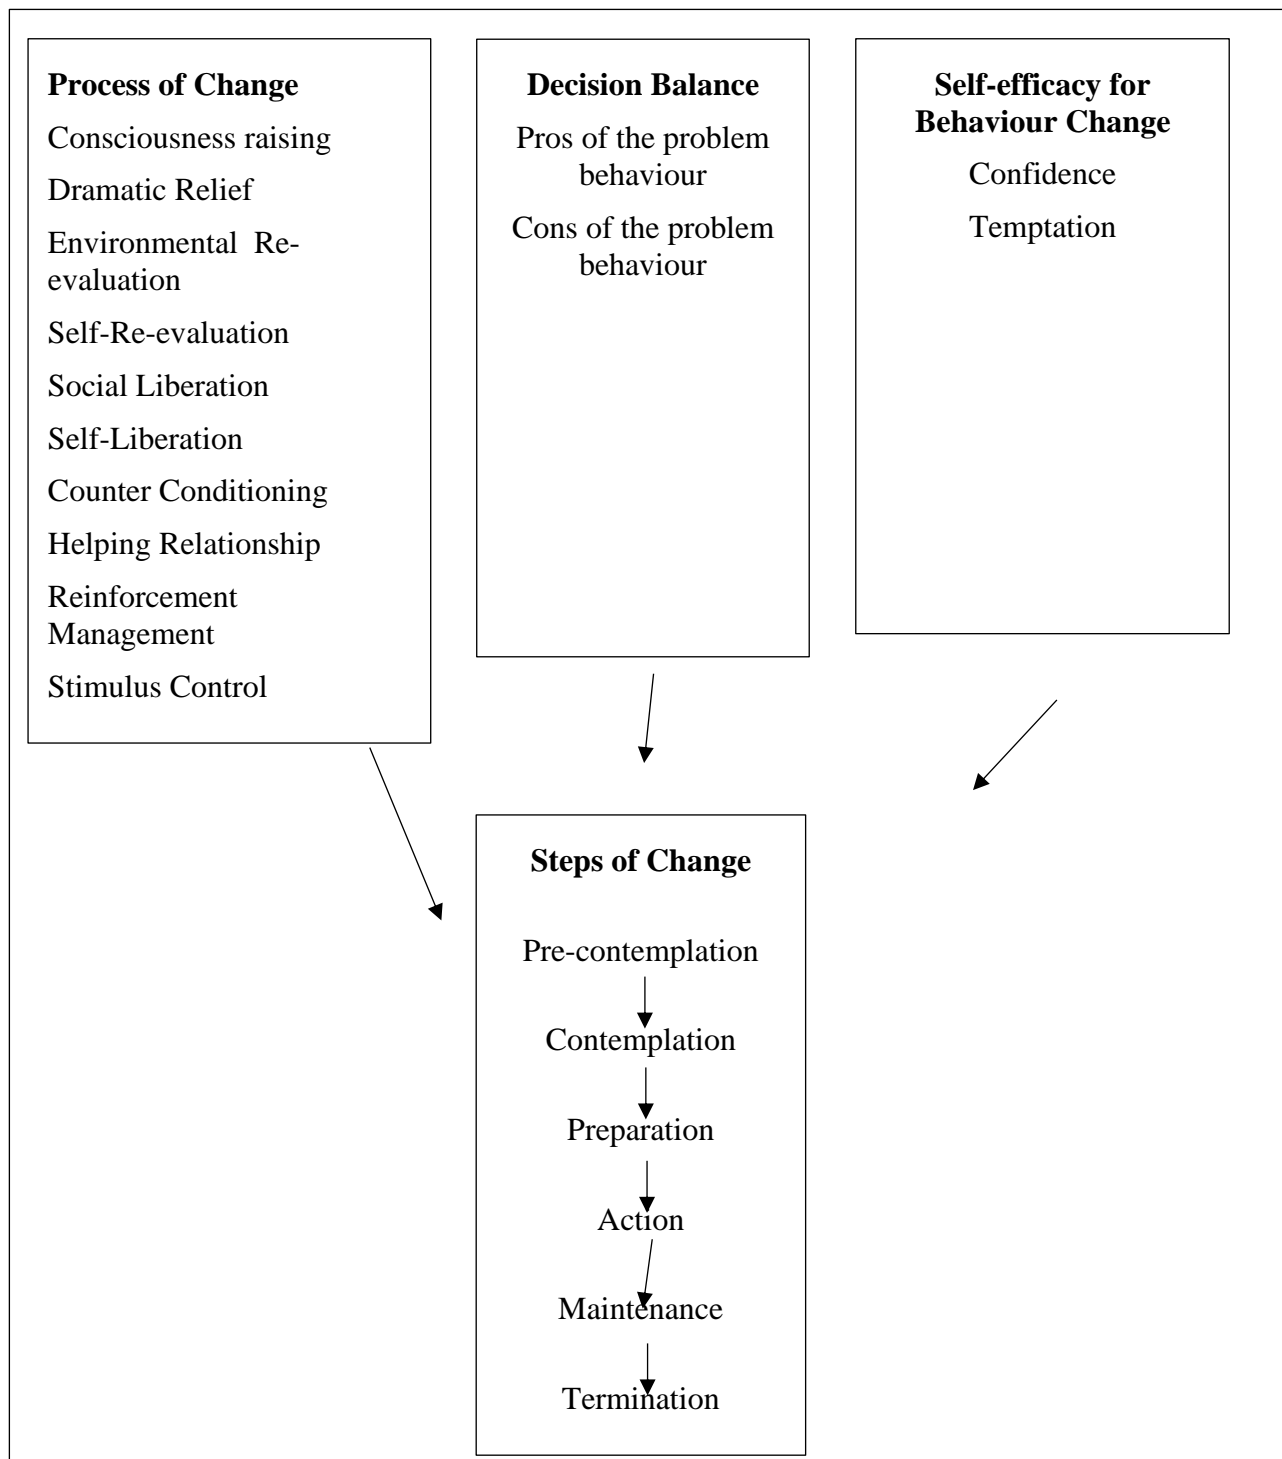 Process of Change
Consciousness raising
Dramatic Relief
Environmental  Re-
evaluation
Self-Re-evaluation
Social Liberation
Self-Liberation
Counter Conditioning
Helping Relationship
Reinforcement
Management
Stimulus Control
Decision Balance
Pros of the problem
behaviour
Cons of the problem
behaviour
Self-efficacy for
Behaviour Change
Confidence
Temptation
Steps of Change
Pre-contemplation
Contemplation
Preparation
Action
Maintenance
Termination